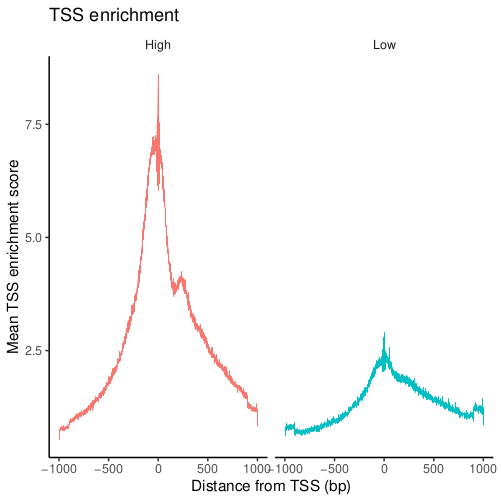 TSS enrichment
High
Low
Mean TSS enrichment score
7.5
5.0
2.5
−1000 −500 0 500 1000
−1000 −500 0 500 1000
Distance from TSS (bp)